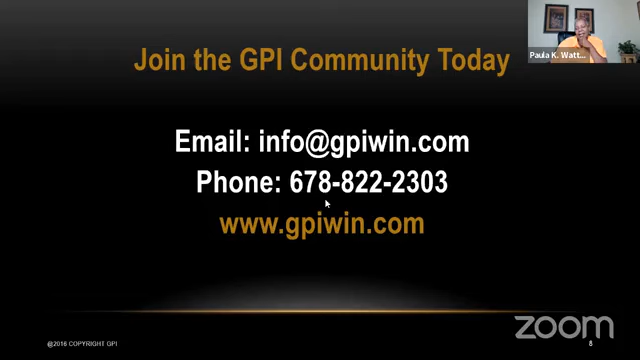 Join the GPI Community Today
Paula K. Watt...
Email: info@gpiwin.com
Phone: 678-822-2303
www.gpiwin.com
zoom
@2016 COPYRIGHT GPI
8